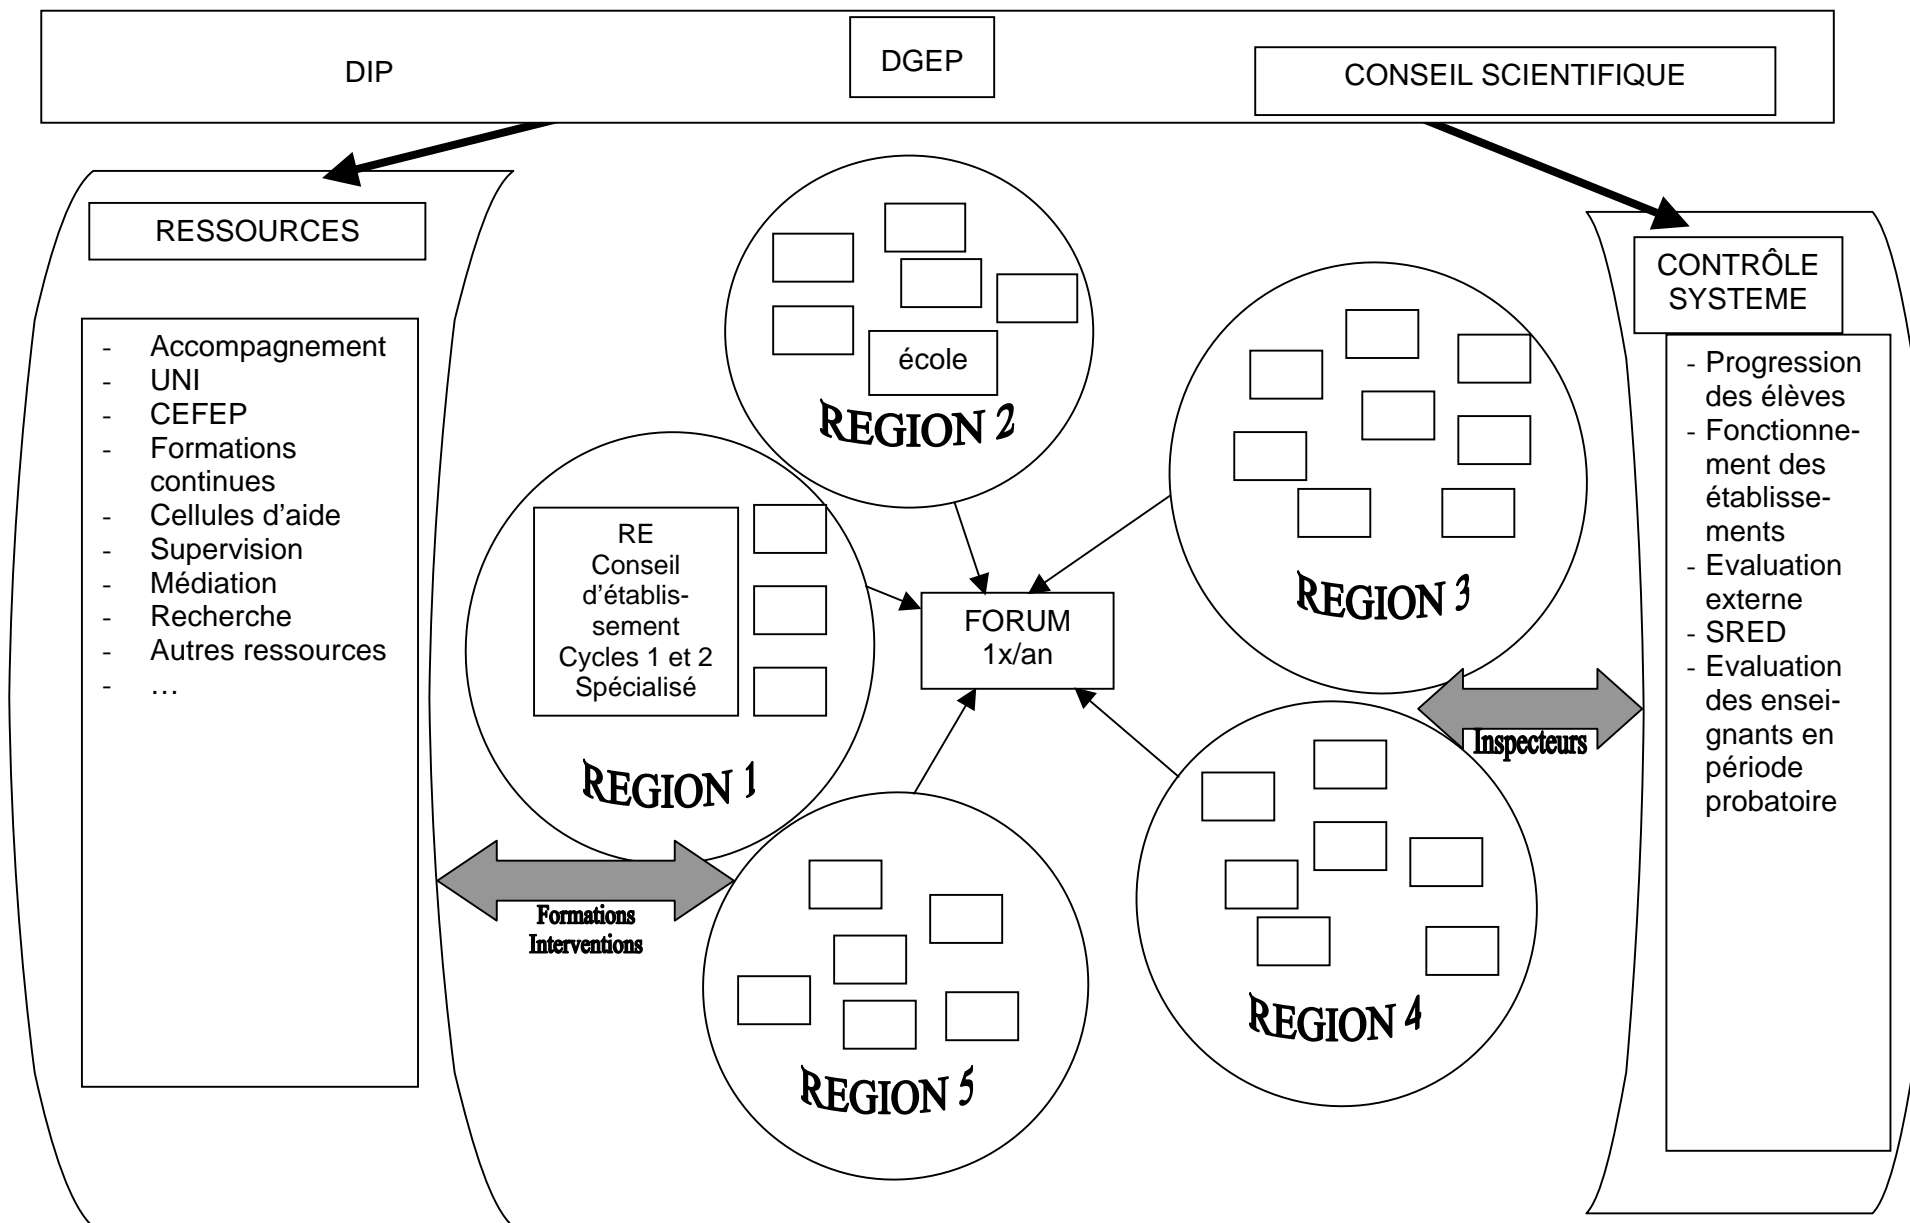 DIP
DGEP
CONSEIL SCIENTIFIQUE
RESSOURCES
- Accompagnement
- UNI
- CEFEP
- Formations
continues
- Cellules d'aide
- Supervision
- Médiation
- Recherche
- Autres ressources
- …
école
REGION 2
RE
Conseil
d'établis-
sement
Cycles 1 et 2
Spécialisé
REGION 1
FORUM
1x/an
REGION 3
REGION 4
REGION 5
Formations
Interventions
Inspecteurs
CONTRÔLE
SYSTEME
- Progression
des élèves
- Fonctionne-
ment des
établisse-
ments
- Evaluation
externe
- SRED
- Evaluation
des ensei-
gnants en
période
probatoire